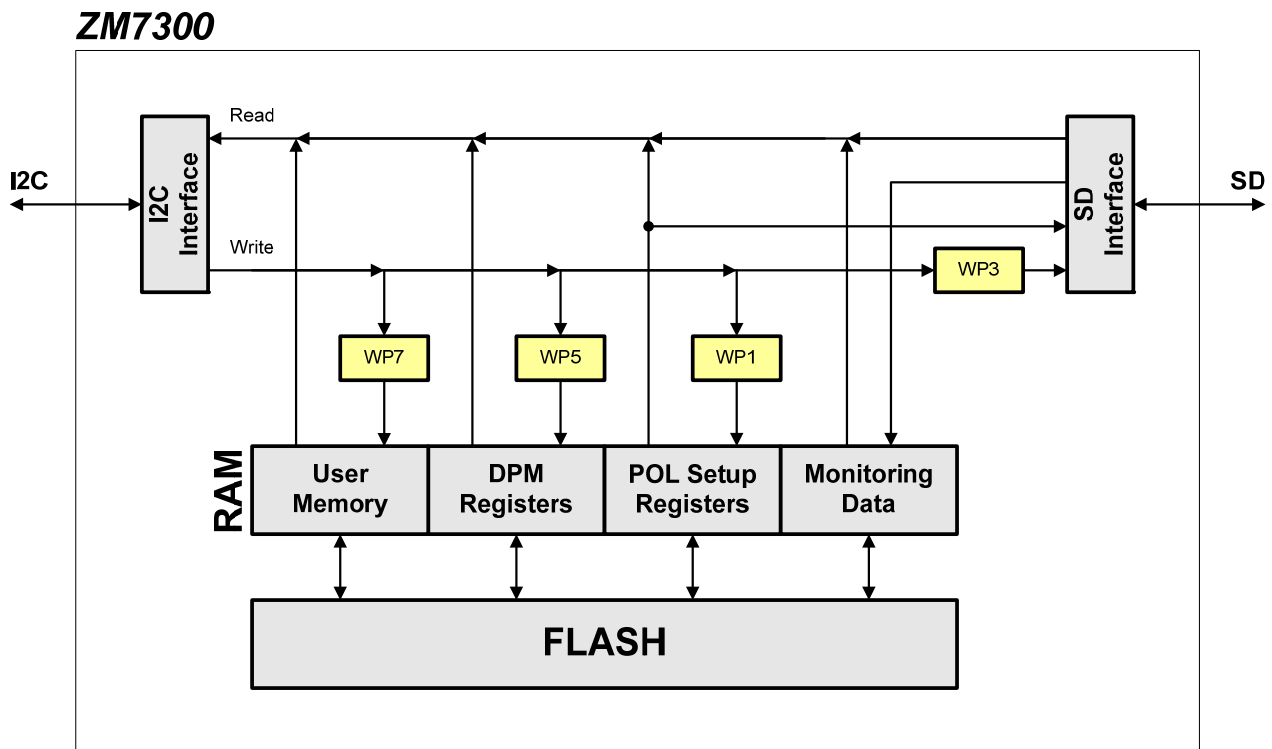 ZM7300
Read
I2C
I2C
Interface
SD
Interface
SD
Write
WP3
WP7
WP5
WP1
RAM
User
Memory
DPM
Registers
POL Setup
Registers
Monitoring
Data
FLASH